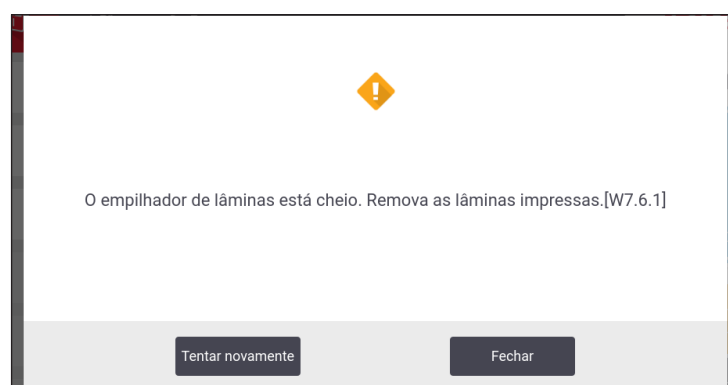 O empilhador de lâminas está cheio. Remova as lâminas impressas.[W7.6.1]
Tentar novamente
Fechar